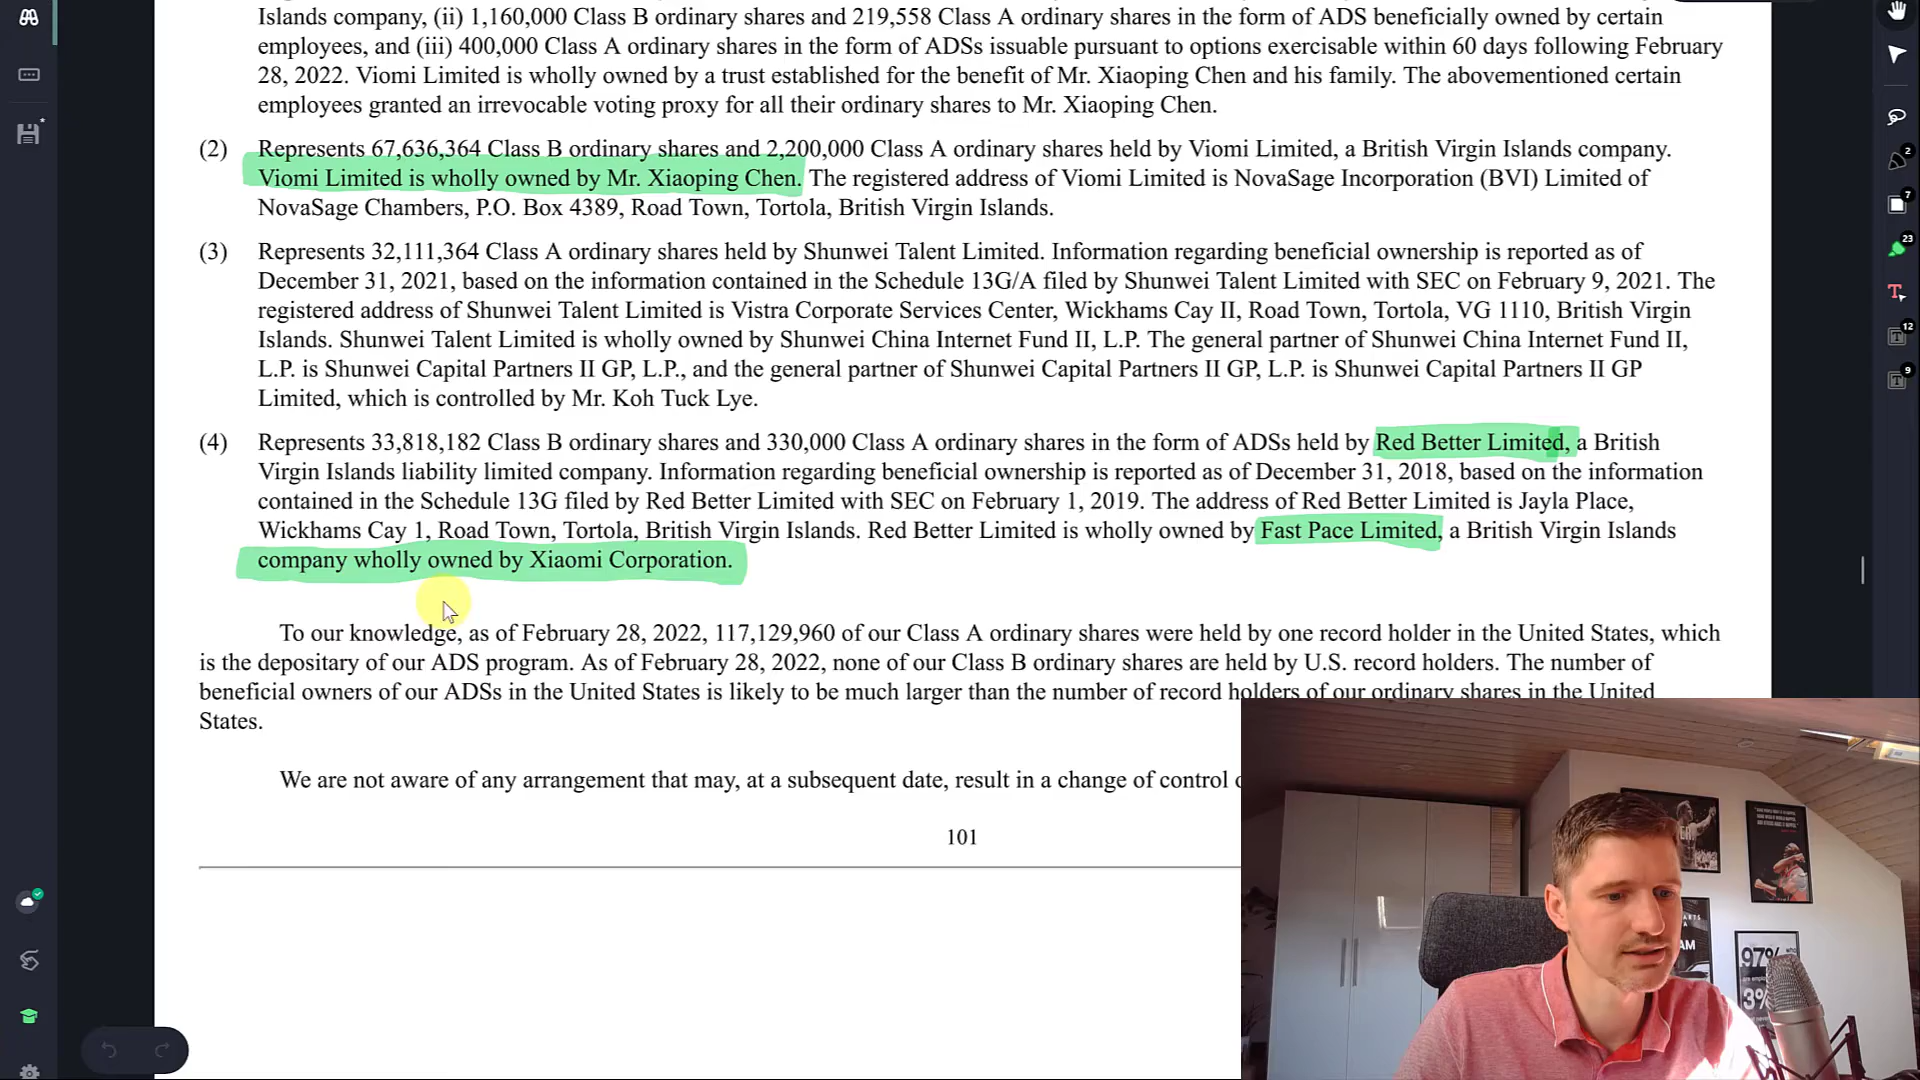 Islands company, (ii) 1,160,000 Class B ordinary shares and 219,558 Class A ordinary shares in the form of ADS beneficially owned by certain
employees, and (iii) 400,000 Class A ordinary shares in the form of ADSs issuable pursuant to options exercisable within 60 days following February
28, 2022. Viomi Limited is wholly owned by a trust established for the benefit of Mr. Xiaoping Chen and his family. The abovementioned certain
employees granted an irrevocable voting proxy for all their ordinary shares to Mr. Xiaoping Chen.
(2) Represents 67,636,364 Class B ordinary shares and 2,200,000 Class A ordinary shares held by Viomi Limited, a British Virgin Islands company.
Viomi Limited is wholly owned by Mr. Xiaoping Chen. The registered address of Viomi Limited is NovaSage Incorporation (BVI) Limited of
NovaSage Chambers, P.O. Box 4389, Road Town, Tortola, British Virgin Islands.
(3) Represents 32,111,364 Class A ordinary shares held by Shunwei Talent Limited. Information regarding beneficial ownership is reported as of
December 31, 2021, based on the information contained in the Schedule 13G/A filed by Shunwei Talent Limited with SEC on February 9, 2021. The
registered address of Shunwei Talent Limited is Vistra Corporate Services Center, Wickhams Cay II, Road Town, Tortola, VG 1110, British Virgin
Islands. Shunwei Talent Limited is wholly owned by Shunwei China Internet Fund II, L.P. The general partner of Shunwei China Internet Fund II,
L.P. is Shunwei Capital Partners II GP, L.P., and the general partner of Shunwei Capital Partners II GP, L.P. is Shunwei Capital Partners II GP
Limited, which is controlled by Mr. Koh Tuck Lye.
(4) Represents 33,818,182 Class B ordinary shares and 330,000 Class A ordinary shares in the form of ADSs held by Red Better Limited, a British
Virgin Islands liability limited company. Information regarding beneficial ownership is reported as of December 31, 2018, based on the information
contained in the Schedule 13G filed by Red Better Limited with SEC on February 1, 2019. The address of Red Better Limited is Jayla Place,
Wickhams Cay 1, Road Town, Tortola, British Virgin Islands. Red Better Limited is wholly owned by Fast Pace Limited, a British Virgin Islands
company wholly owned by Xiaomi Corporation.
To our knowledge, as of February 28, 2022, 117,129,960 of our Class A ordinary shares were held by one record holder in the United States, which
is the depositary of our ADS program. As of February 28, 2022, none of our Class B ordinary shares are held by U.S. record holders. The number of
beneficial owners of our ADSs in the United States is likely to be much larger than the number of record holders of our ordinary shares in the United
States.
We are not aware of any arrangement that may, at a subsequent date, result in a change of control
101
2
7
23
12
9
97%
3%